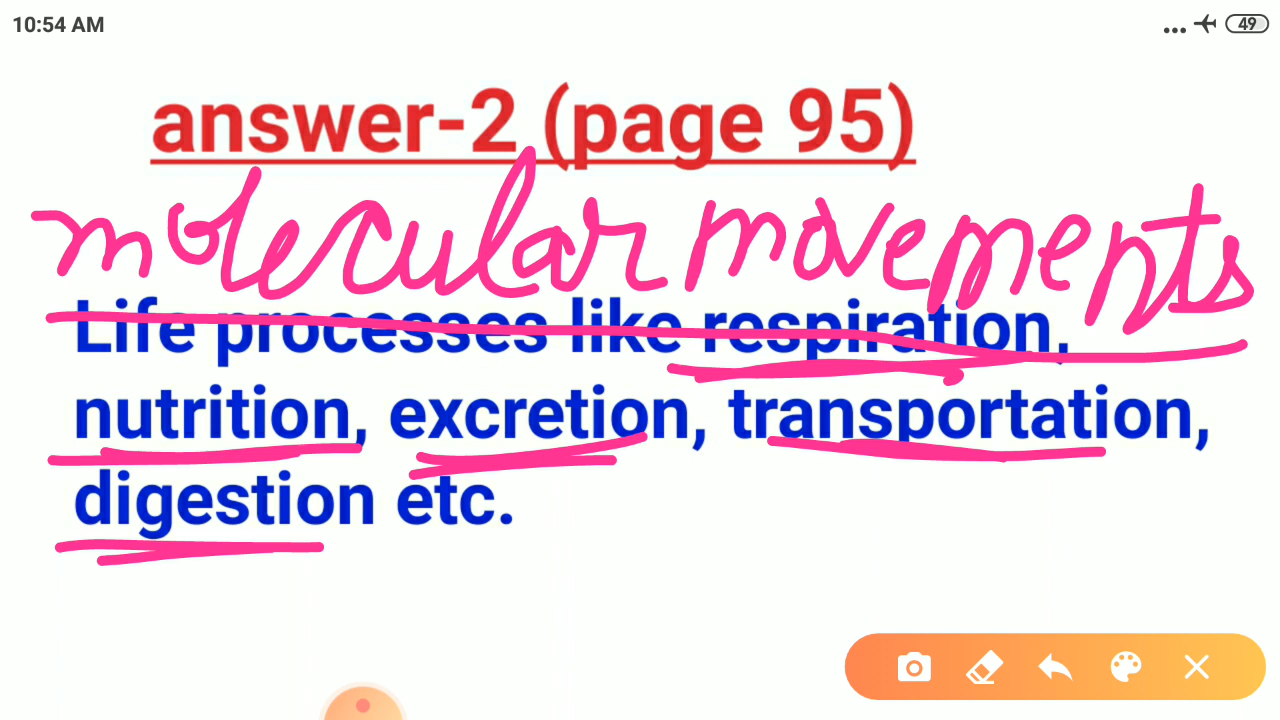 10:54 AM
49
answer-2 (page 95)
molecular movements
Life processes like respiration,
nutrition, excretion, transportation,
digestion etc.